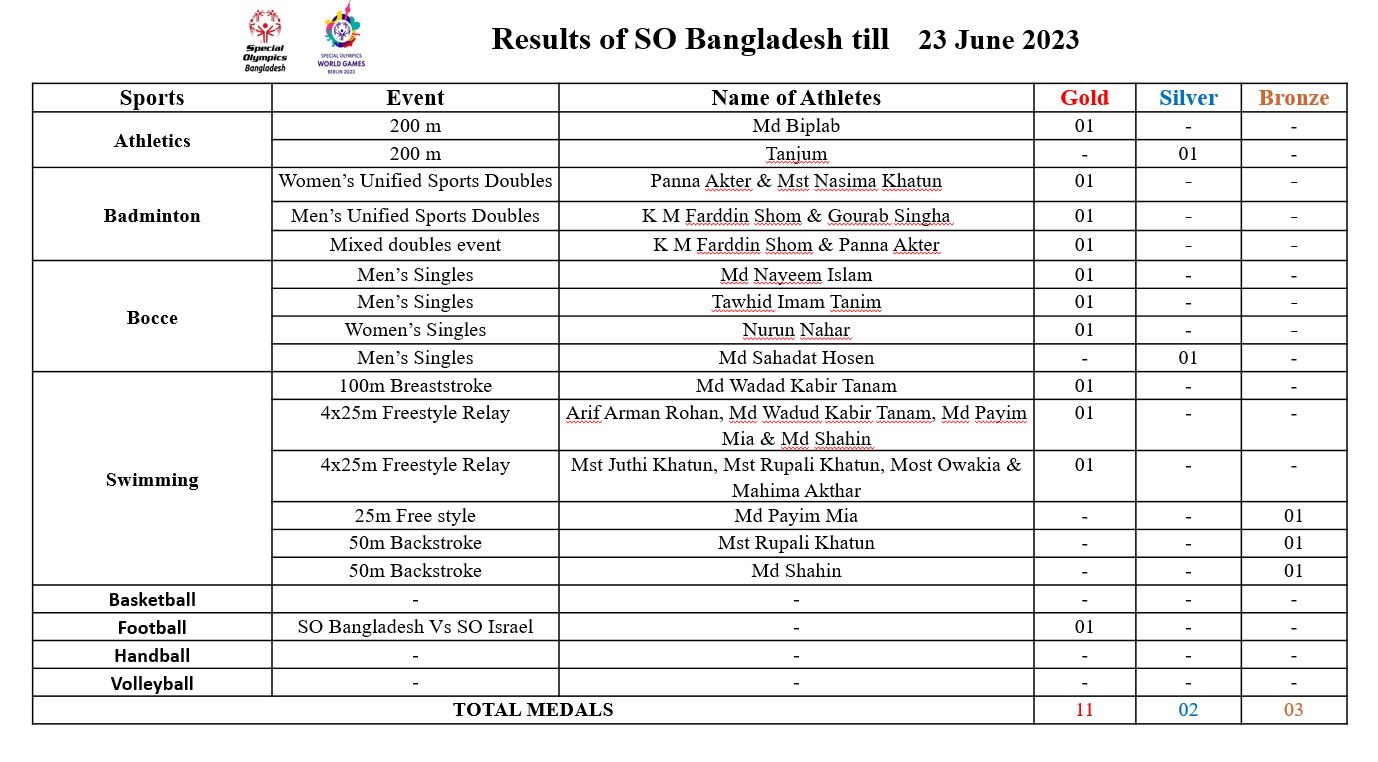 Special
Olympics
Bangladesh
SPECIAL OLYMPICS
WORLD GAMES
BERLIN 2023
Results of SO Bangladesh till 23 June 2023
Sports Event Name of Athletes Gold Silver Bronze
Athletics
200 m Md Biplab 01 - -
200 m Tanjum - 01 -
Badminton
Women’s Unified Sports Doubles Panna Akter & Mst Nasima Khatun 01 - -
Men’s Unified Sports Doubles K M Farddin Shom & Gourab Singha 01 - -
Mixed doubles event K M Farddin Shom & Panna Akter 01 - -
Bocce
Men’s Singles Md Nayeem Islam 01 - -
Men’s Singles Tawhid Imam Tanim 01 - -
Women’s Singles Nurun Nahar 01 - -
Men’s Singles Md Sahadat Hosen - 01 -
Swimming
100m Breaststroke Md Wadad Kabir Tanam 01 - -
4x25m Freestyle Relay Arif Arman Rohan, Md Wadud Kabir Tanam, Md Payim 01 - -
Mia & Md Shahin
4x25m Freestyle Relay Mst Juthi Khatun, Mst Rupali Khatun, Most Owakia & 01 - -
Mahima Akthar
25m Free style Md Payim Mia - - 01
50m Backstroke Mst Rupali Khatun - - 01
50m Backstroke Md Shahin - - 01
Basketball - - - - -
Football SO Bangladesh Vs SO Israel - 01 - -
Handball - - - - -
Volleyball - - - - -
TOTAL MEDALS 11 02 03